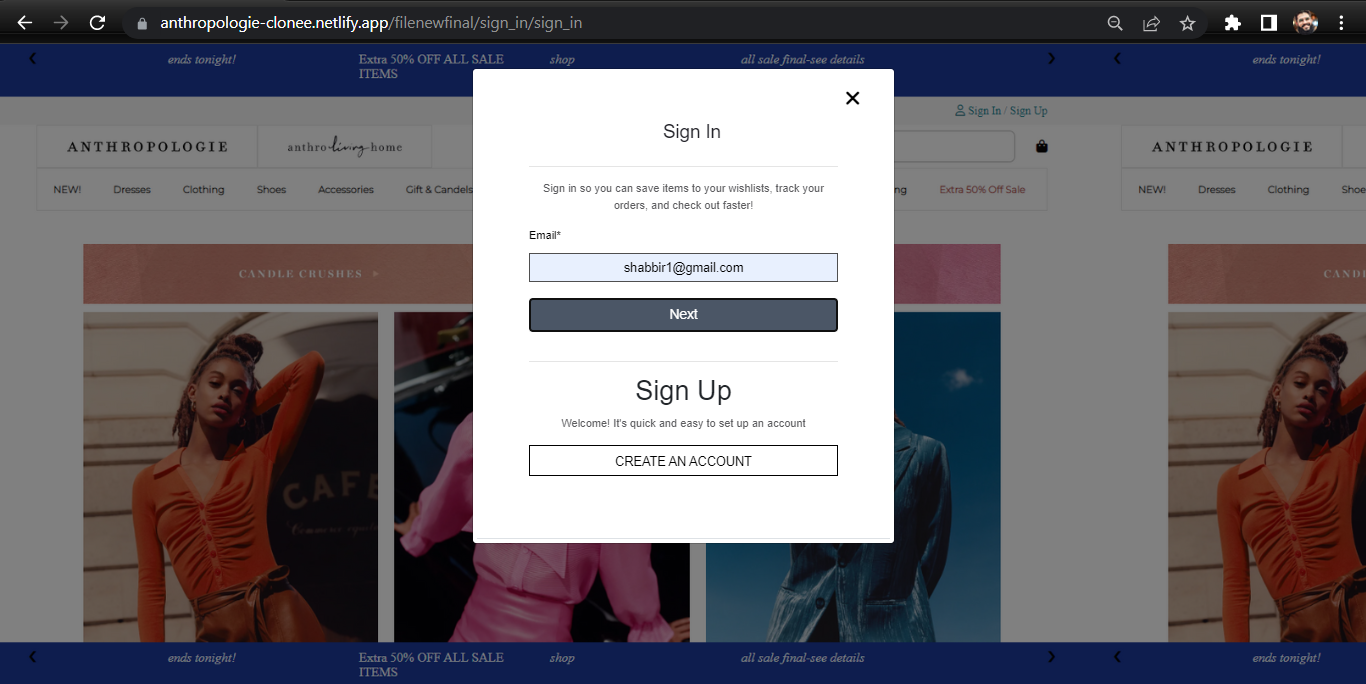 anthropologie-clonee.netlify.app/filenewfinal/sign_in/sign_in
ends tonight!
Extra 50% OFF ALL SALE
ITEMS
shop
all sale final-see details
ends tonight!
Sign In / Sign Up
ANTHROPOLOGIE
anthro-living-home
ANTHROPOLOGIE
NEW!
Dresses
Clothing
Shoes
Accessories
Gift & Candels
ng
Extra 50% Off Sale
NEW!
Dresses
Clothing
Shoe
CANDLE CRUSHES
CAND
CAFE
Sign In
Sign in so you can save items to your wishlists, track your
orders, and check out faster!
Email*
shabbir1@gmail.com
Next
Sign Up
Welcome! It's quick and easy to set up an account
CREATE AN ACCOUNT
ends tonight!
Extra 50% OFF ALL SALE
ITEMS
shop
all sale final-see details
ends tonight!